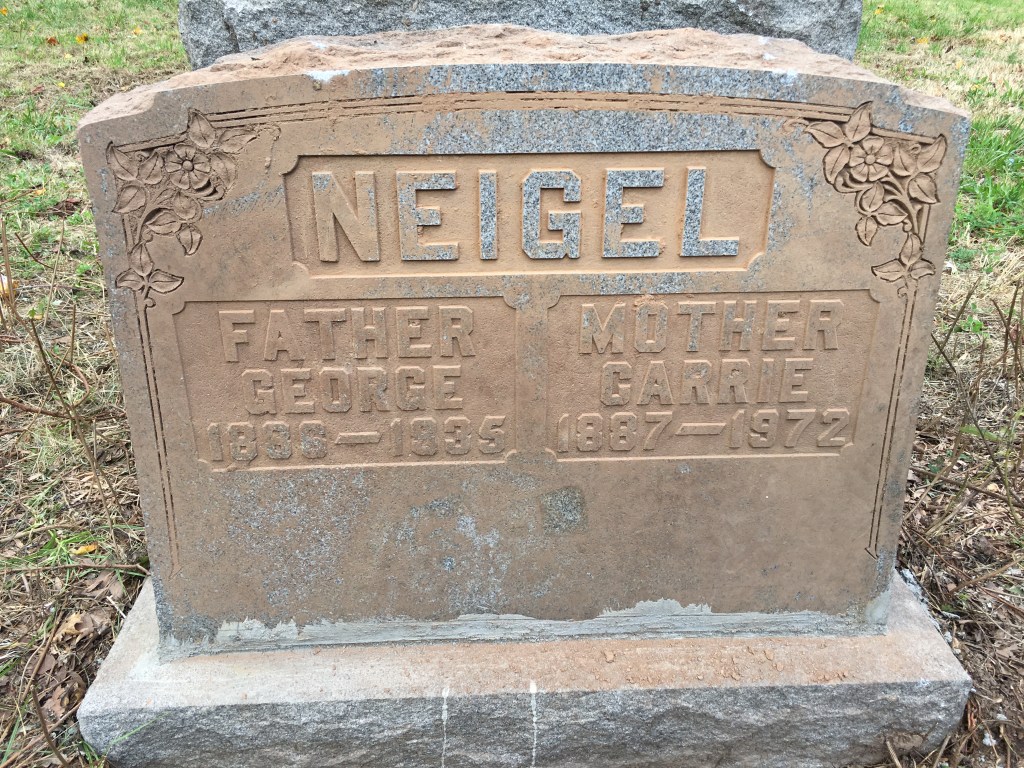 NEIGEL
FATHER MOTHER
GEORGE CARRIE
—1935 1887—1972